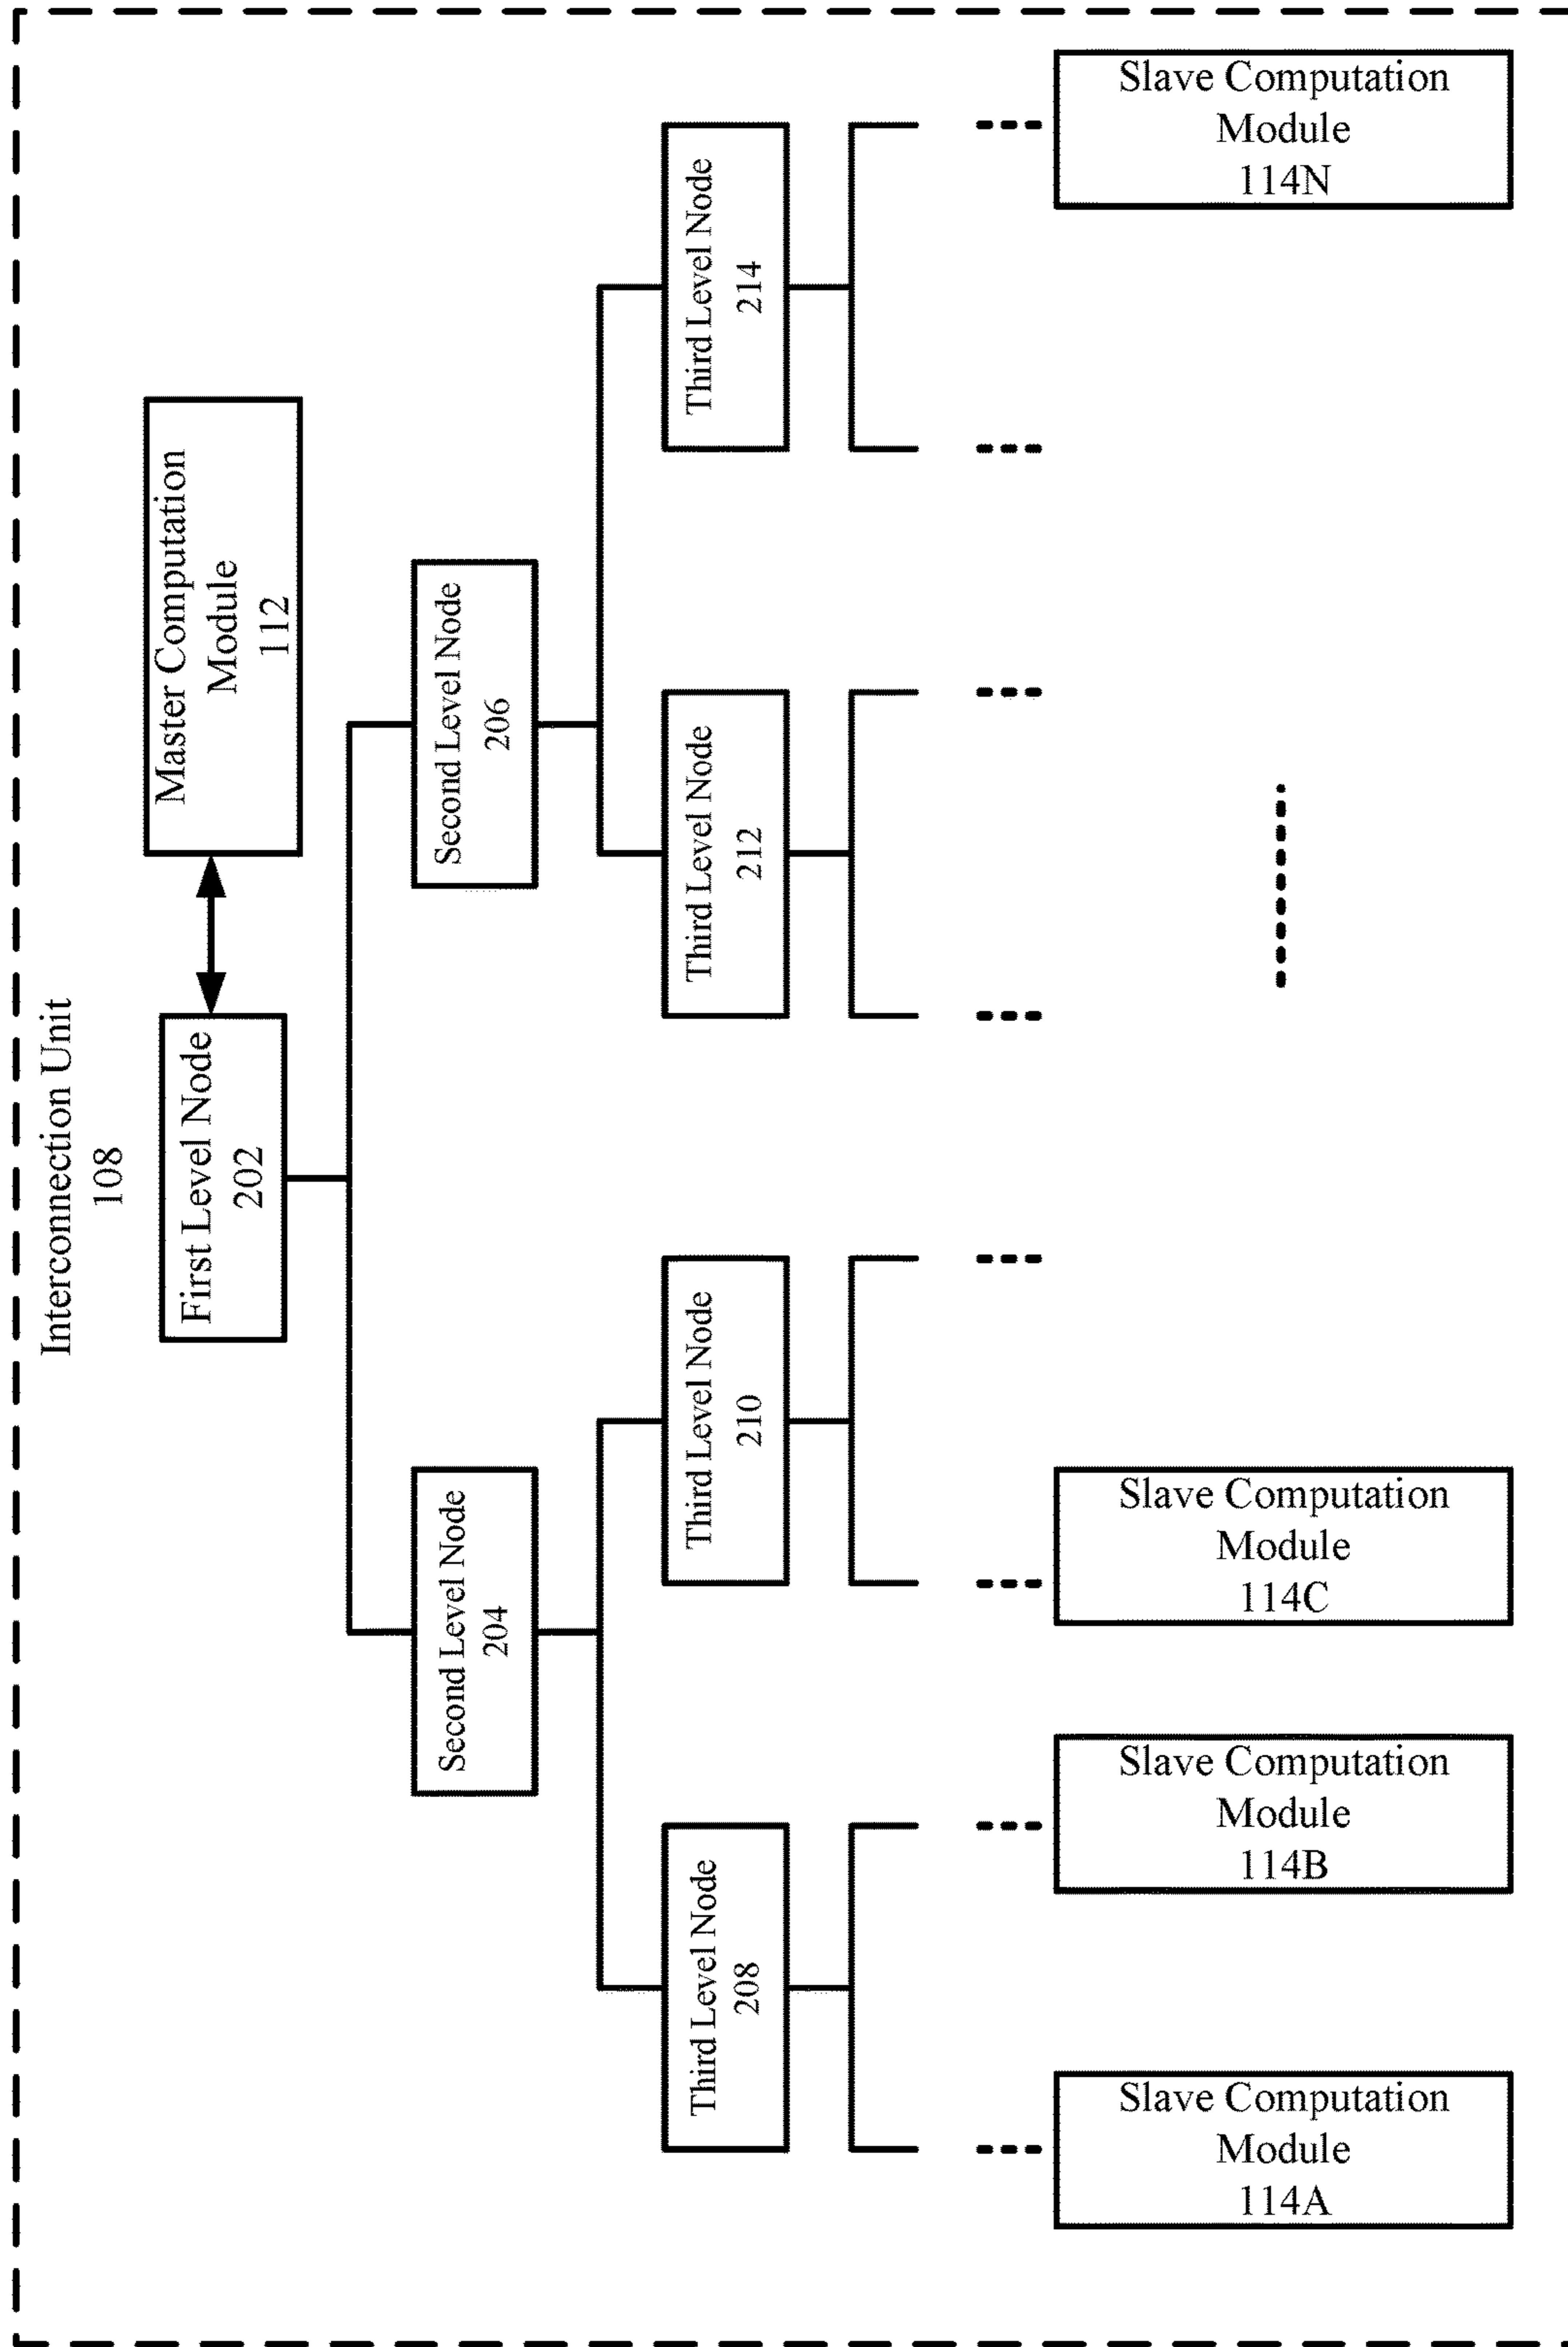 Interconnection Unit
108
First Level Node
202
Master Computation
Module
112
Second Level Node
204
Second Level Node
206
Third Level Node
208
Third Level Node
210
Third Level Node
212
Third Level Node
214
Slave Computation
Module
114A
Slave Computation
Module
114B
Slave Computation
Module
114C
Slave Computation
Module
114N